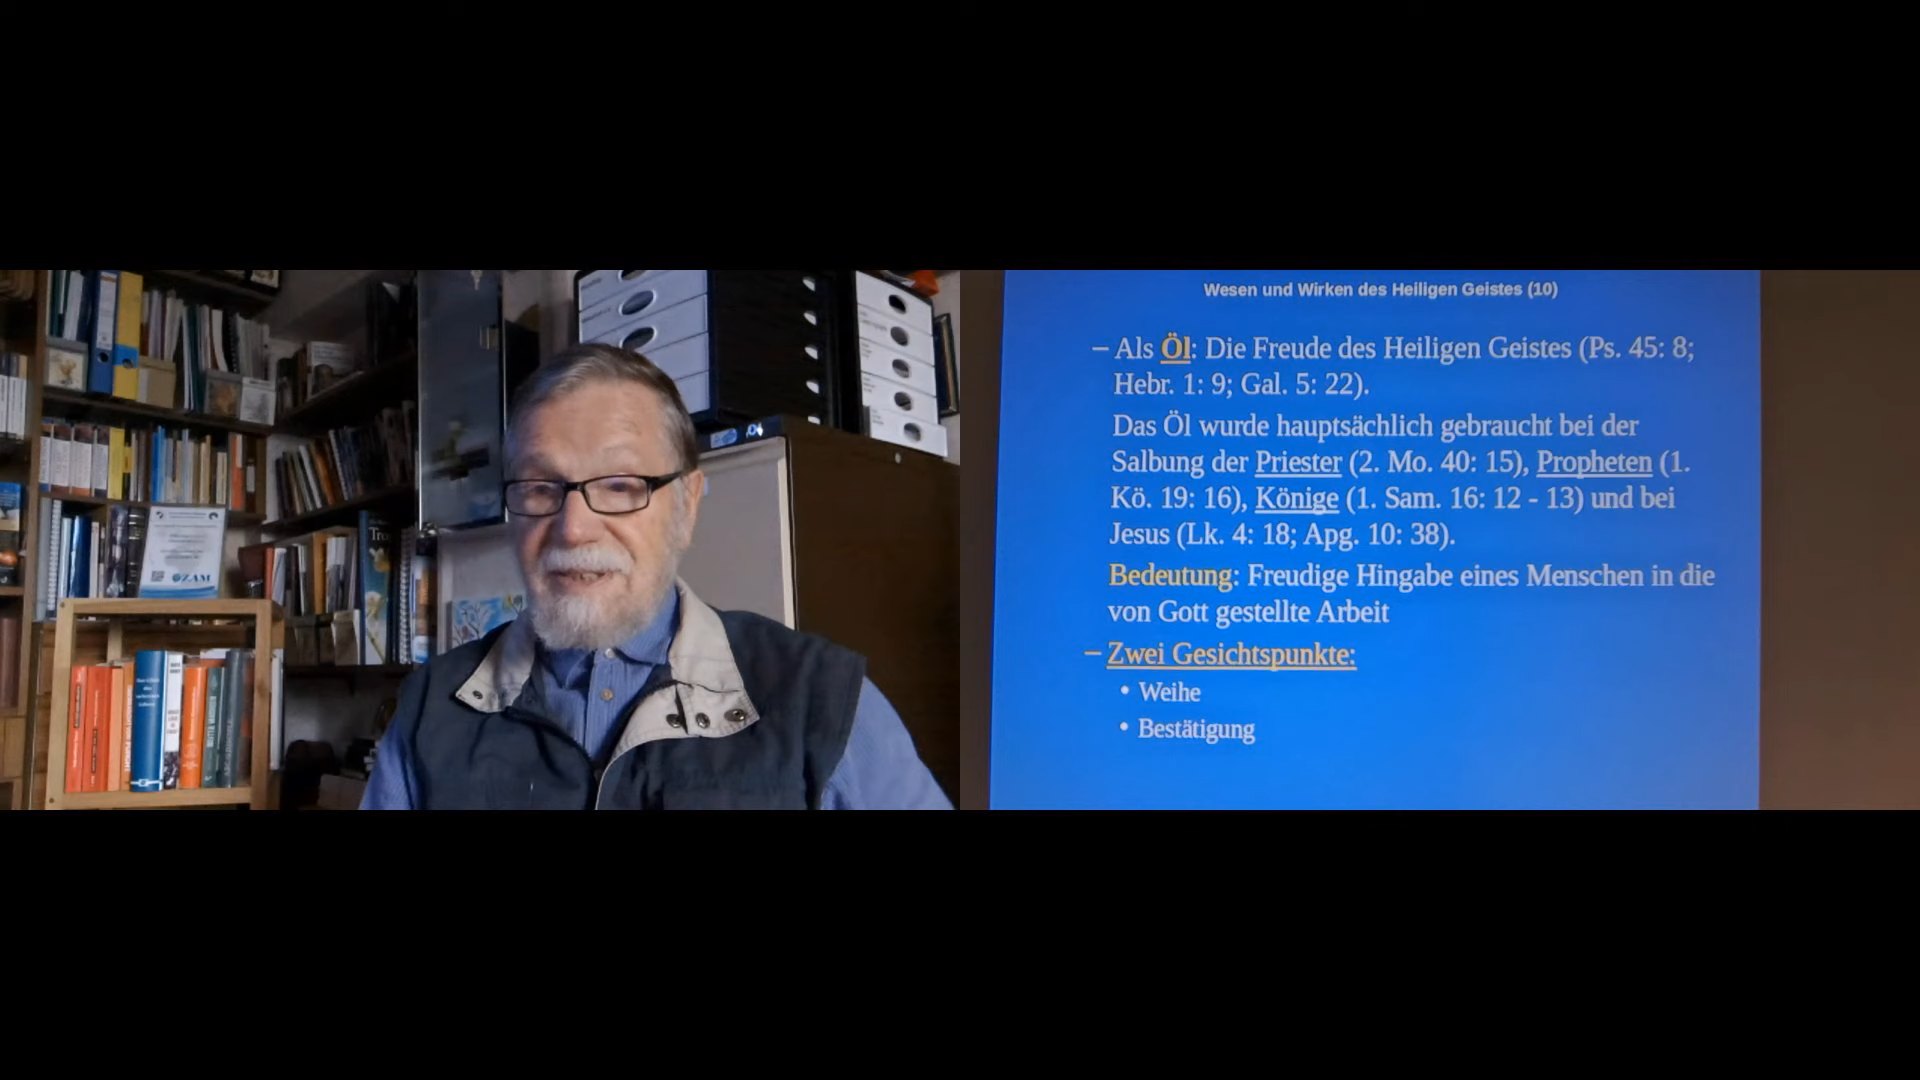 ZAM
Wesen und Wirken des Heiligen Geistes (10)
– Als Öl: Die Freude des Heiligen Geistes (Ps. 45: 8;
Hebr. 1: 9; Gal. 5: 22).
Das Öl wurde hauptsächlich gebraucht bei der
Salbung der Priester (2. Mo. 40: 15), Propheten (1.
Kö. 19: 16), Könige (1. Sam. 16: 12 - 13) und bei
Jesus (Lk. 4: 18; Apg. 10: 38).
Bedeutung: Freudige Hingabe eines Menschen in die
von Gott gestellte Arbeit
– Zwei Gesichtspunkte:
• Weihe
• Bestätigung